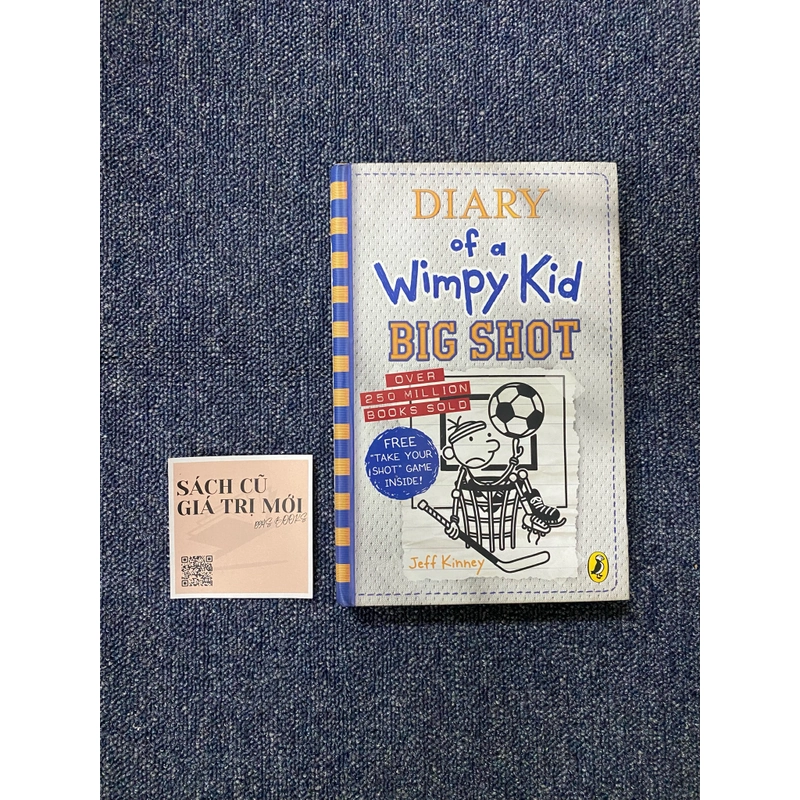 SÁCH CŨ
GIÁ TRỊ MỚI
DIARY
of a
Wimpy Kid
BIG SHOT
OVER
250 MILLION
BOOKS SOLD
FREE
"TAKE YOUR
SHOT" GAME
INSIDE!
Jeff Kinney